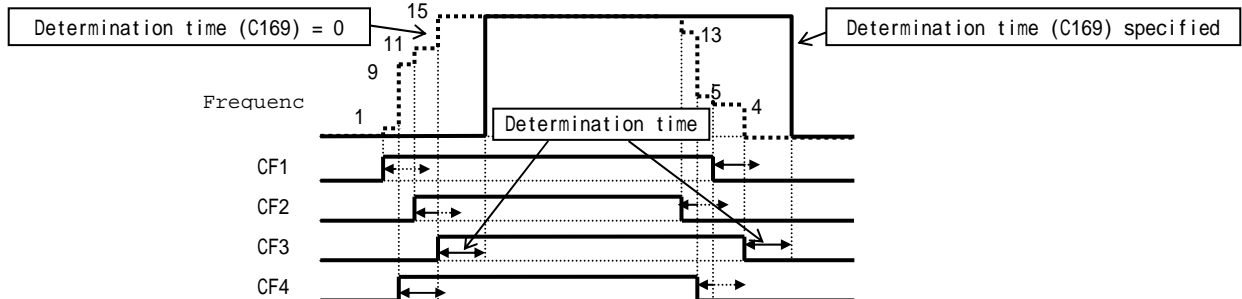 Determination time (C169) = 0
15
Determination time (C169) specified
11
13
9
5
Frequenc
1
4
Determination time
CF1
CF2
CF3
CF4